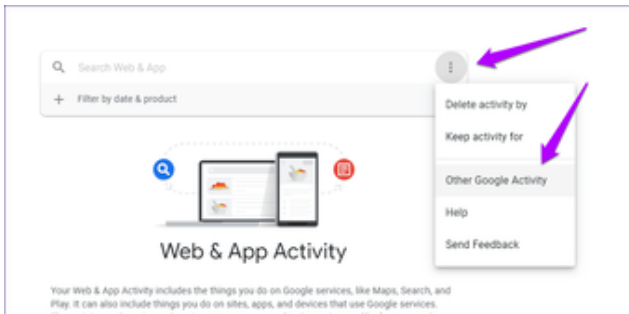 Search Web & App
Filter by date & product
Delete activity by
Keep activity for
Other Google Activity
Help
Send Feedback
Web & App Activity
Your Web & App Activity includes the things you do on Google services, like Maps, Search, and
Play. It can also include things you do on sites, apps, and devices that use Google services.